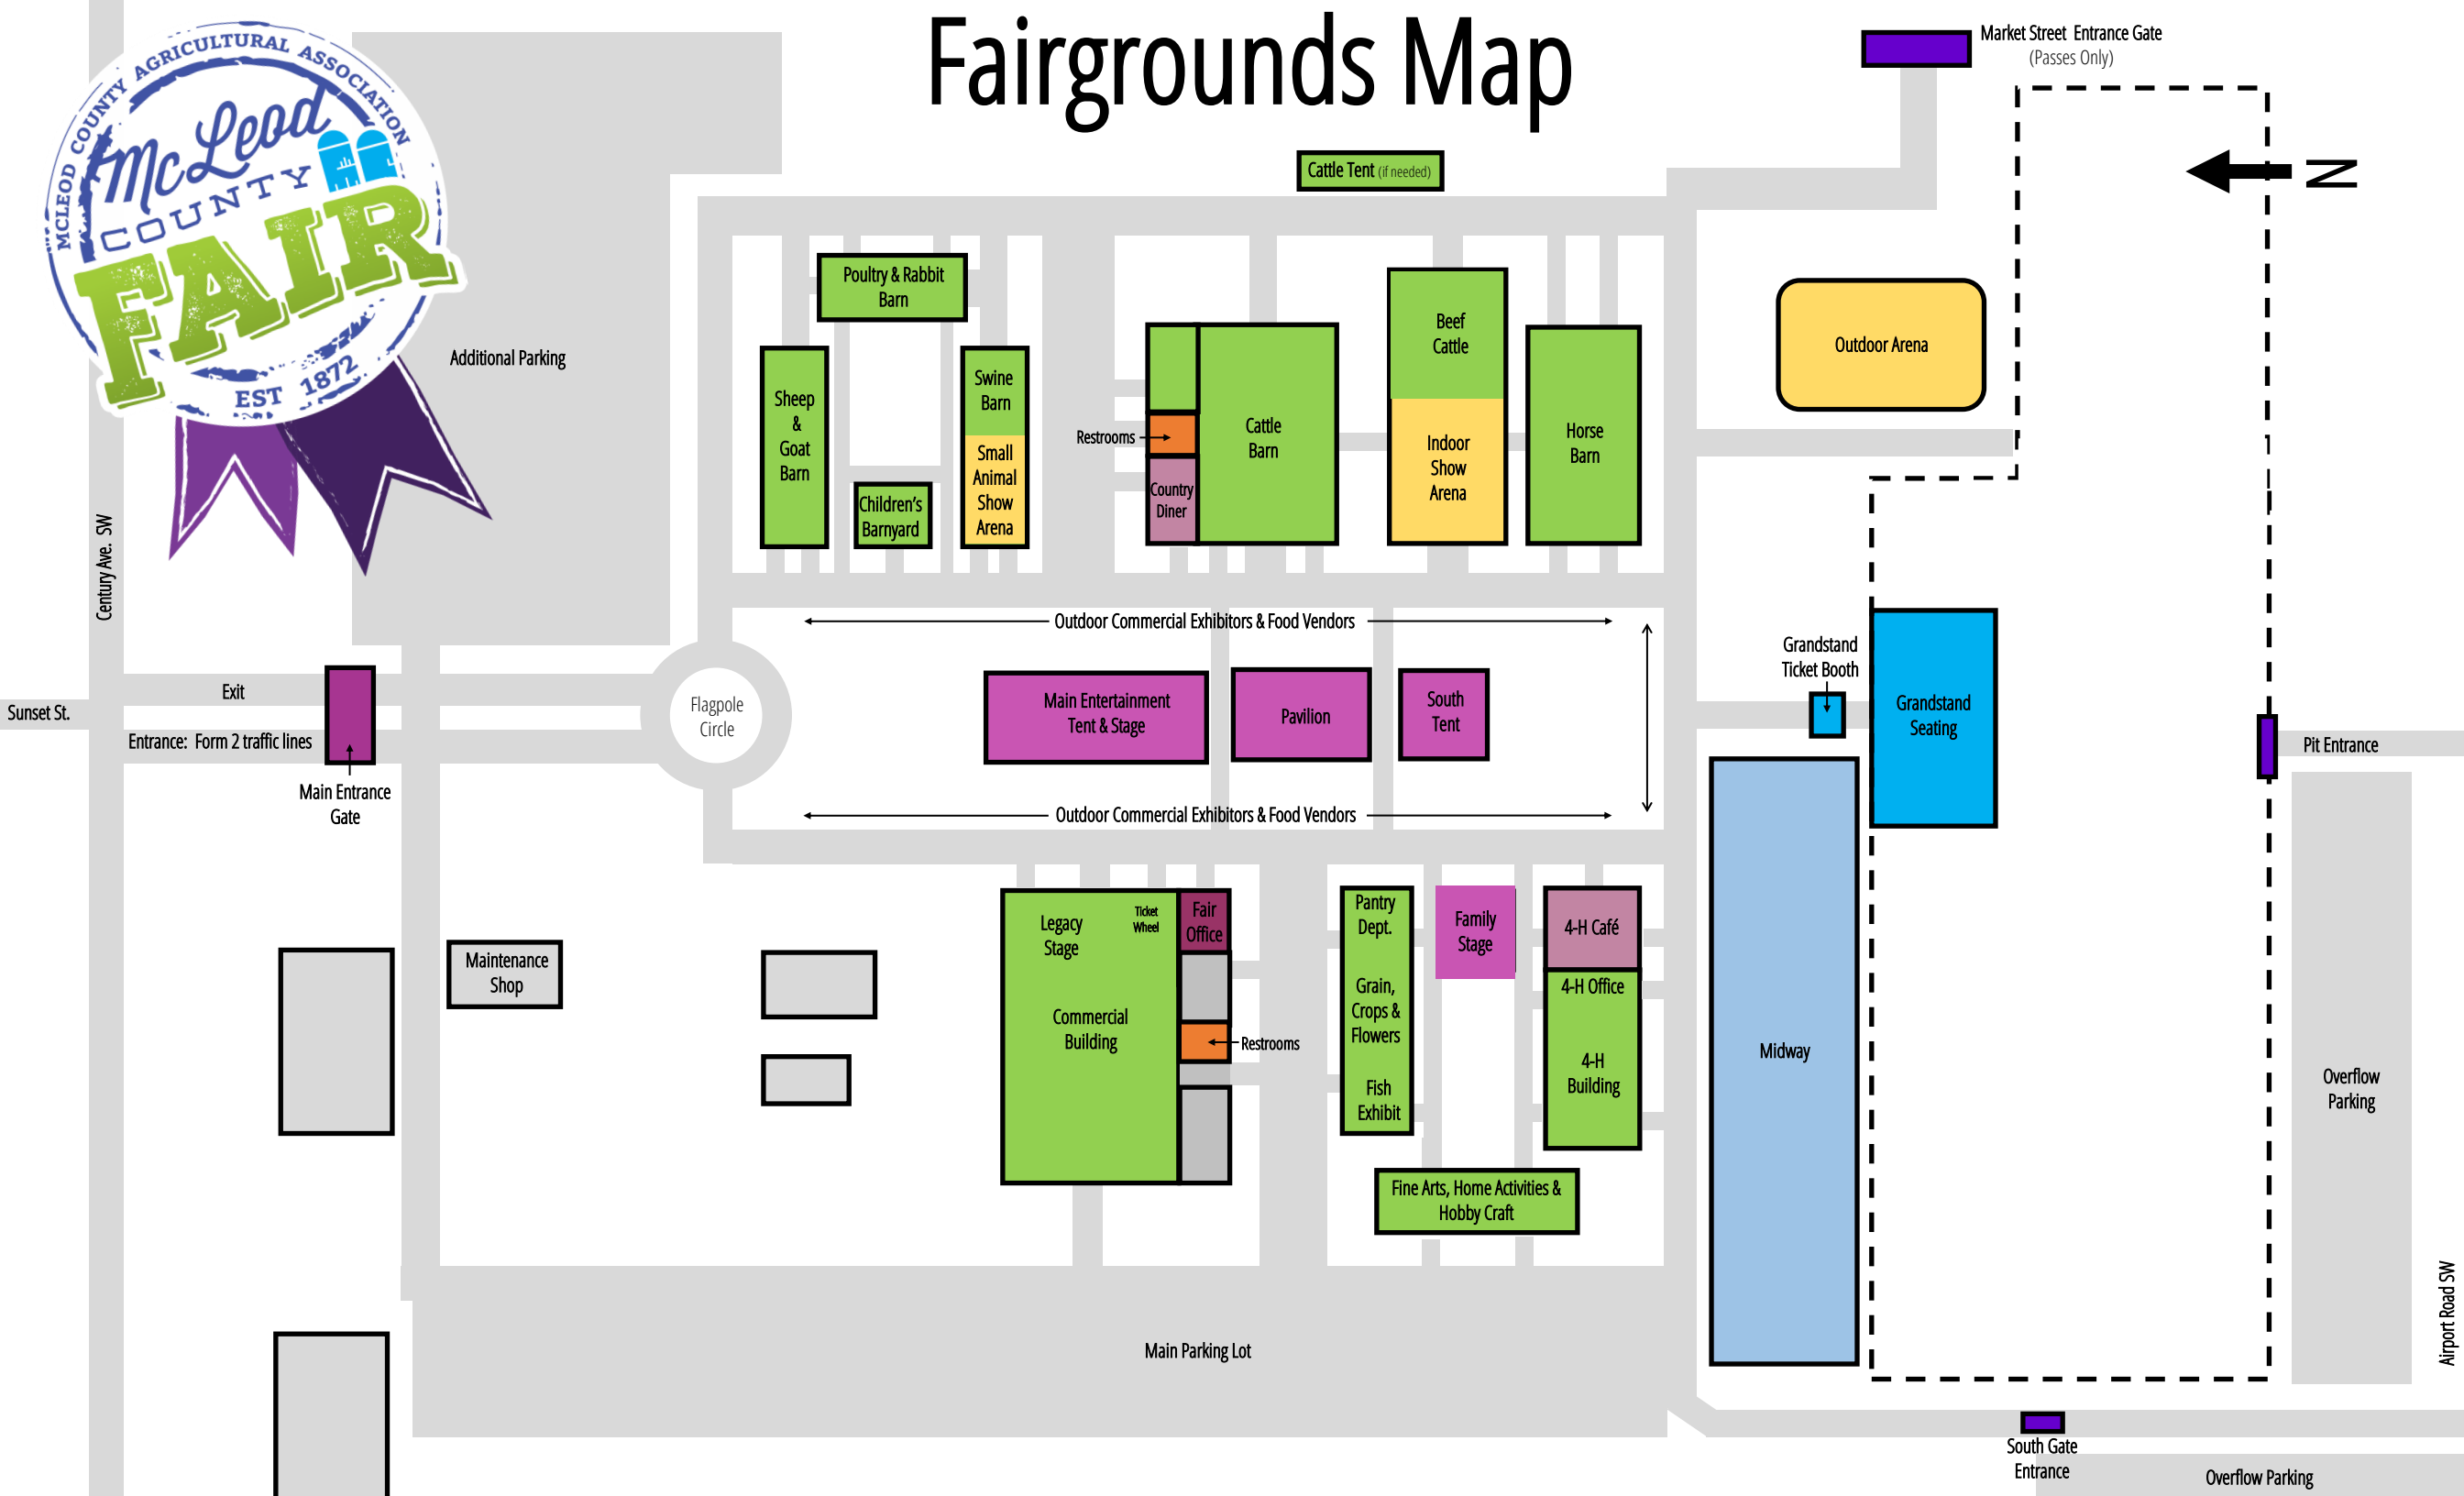 Fairgrounds Map
MCLEOD COUNTY AGRICULTURAL ASSOCIATION
McLeod
COUNTY
FAIR
EST 1872
Market Street Entrance Gate
(Passes Only)
N
Cattle Tent (if needed)
Additional Parking
Poultry & Rabbit
Barn
Sheep
&
Goat
Barn
Children's
Barnyard
Swine
Barn
Small
Animal
Show
Arena
Restrooms
Country
Diner
Cattle
Barn
Beef
Cattle
Indoor
Show
Arena
Horse
Barn
Outdoor Arena
Century Ave. SW
Sunset St.
Exit
Entrance: Form 2 traffic lines
Main Entrance
Gate
Flagpole
Circle
Outdoor Commercial Exhibitors & Food Vendors
Main Entertainment
Tent & Stage
Pavilion
South
Tent
Outdoor Commercial Exhibitors & Food Vendors
Grandstand
Ticket Booth
Grandstand
Seating
Pit Entrance
Maintenance
Shop
Legacy
Stage
Ticket
Wheel
Fair
Office
Commercial
Building
Restrooms
Pantry
Dept.
Grain,
Crops &
Flowers
Fish
Exhibit
Family
Stage
4-H Café
4-H Office
4-H
Building
Fine Arts, Home Activities &
Hobby Craft
Midway
Overflow
Parking
Airport Road SW
Main Parking Lot
South Gate
Entrance
Overflow Parking